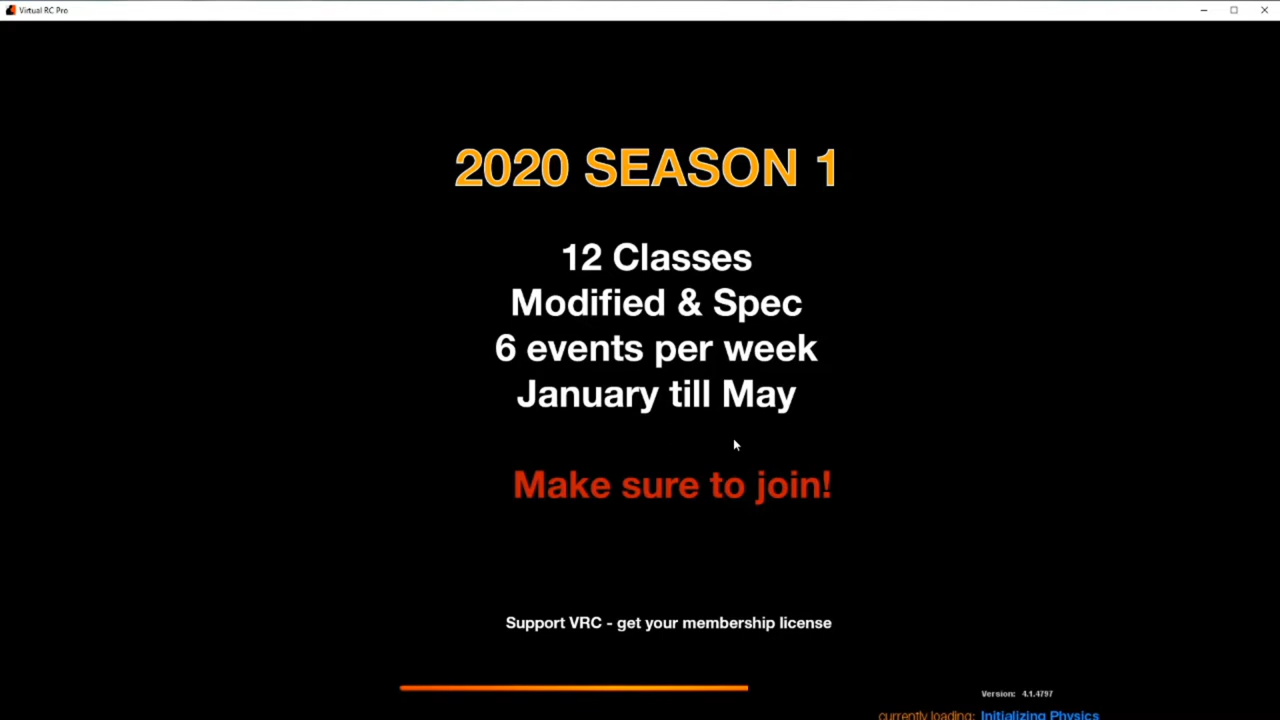 Virtual RC Pro
2020 SEASON 1
12 Classes
Modified & Spec
6 events per week
January till May
Make sure to join!
Support VRC - get your membership license
Version: 4.1.4797
currently loading: Initializing Physics